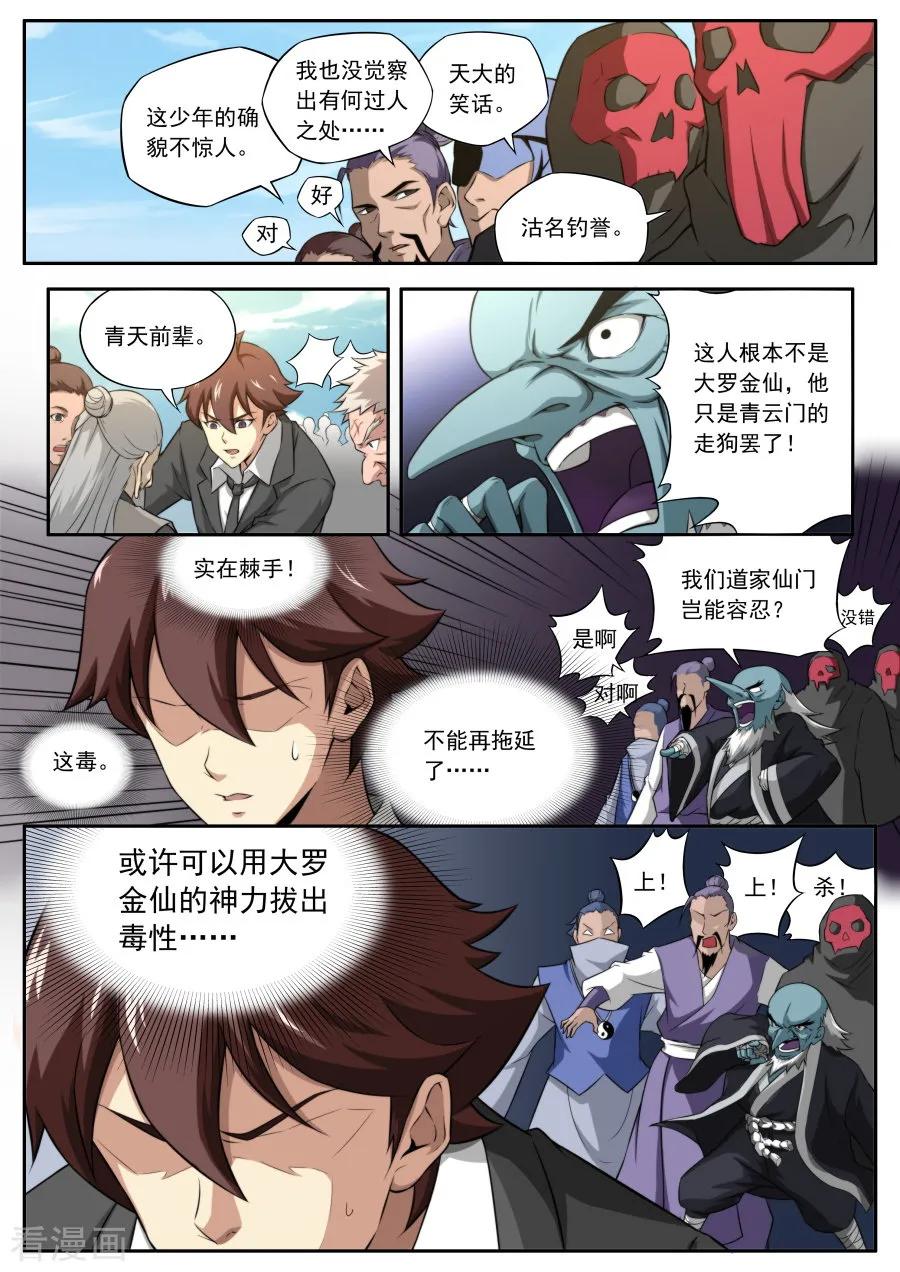 这少年的确
貌不惊人。
我也没觉察
出有何过人
之处……
天大的
笑话。
好
对
沽名钓誉。
青天前辈。
这人根本不是
大罗金仙，他
只是青云门的
走狗罢了！
实在棘手！
这毒。
不能再拖延
了……
我们道家仙门
岂能容忍？
没错
是啊
对啊
或许可以用大罗
金仙的神力拔出
毒性……
上！
上！
杀！
看漫画